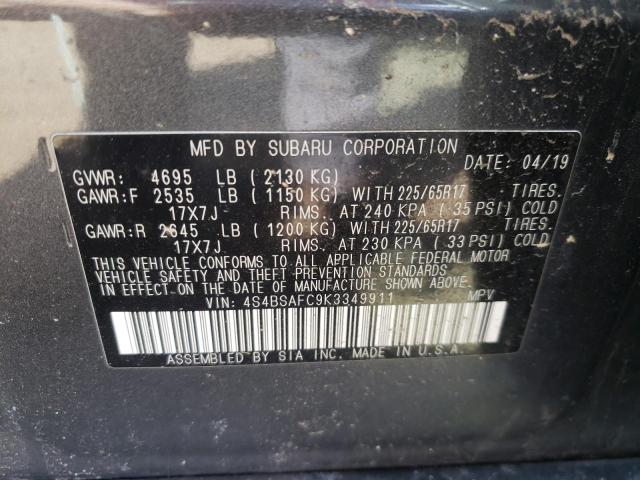 MFD BY SUBARU CORPORATION
DATE: 04/19
GVWR: 4695 LB ( 2130 KG)
GAWR:F 2535 LB ( 1150 KG) WITH 225/65R17 TIRES.
17X7J RIMS. AT 240 KPA ( 35 PSI) COLD
GAWR:R 2645 LB ( 1200 KG) WITH 225/65R17 TIRES.
17X7J RIMS. AT 230 KPA ( 33 PSI) COLD
THIS VEHICLE CONFORMS TO ALL APPLICABLE FEDERAL MOTOR
VEHICLE SAFETY AND THEFT PREVENTION STANDARDS
IN EFFECT ON THE DATE OF MANUFACTURE SHOWN ABOVE.
VIN: 4S4BSAFC9K3349911 MPV
ASSEMBLED BY SIA INC. MADE IN U.S.A.